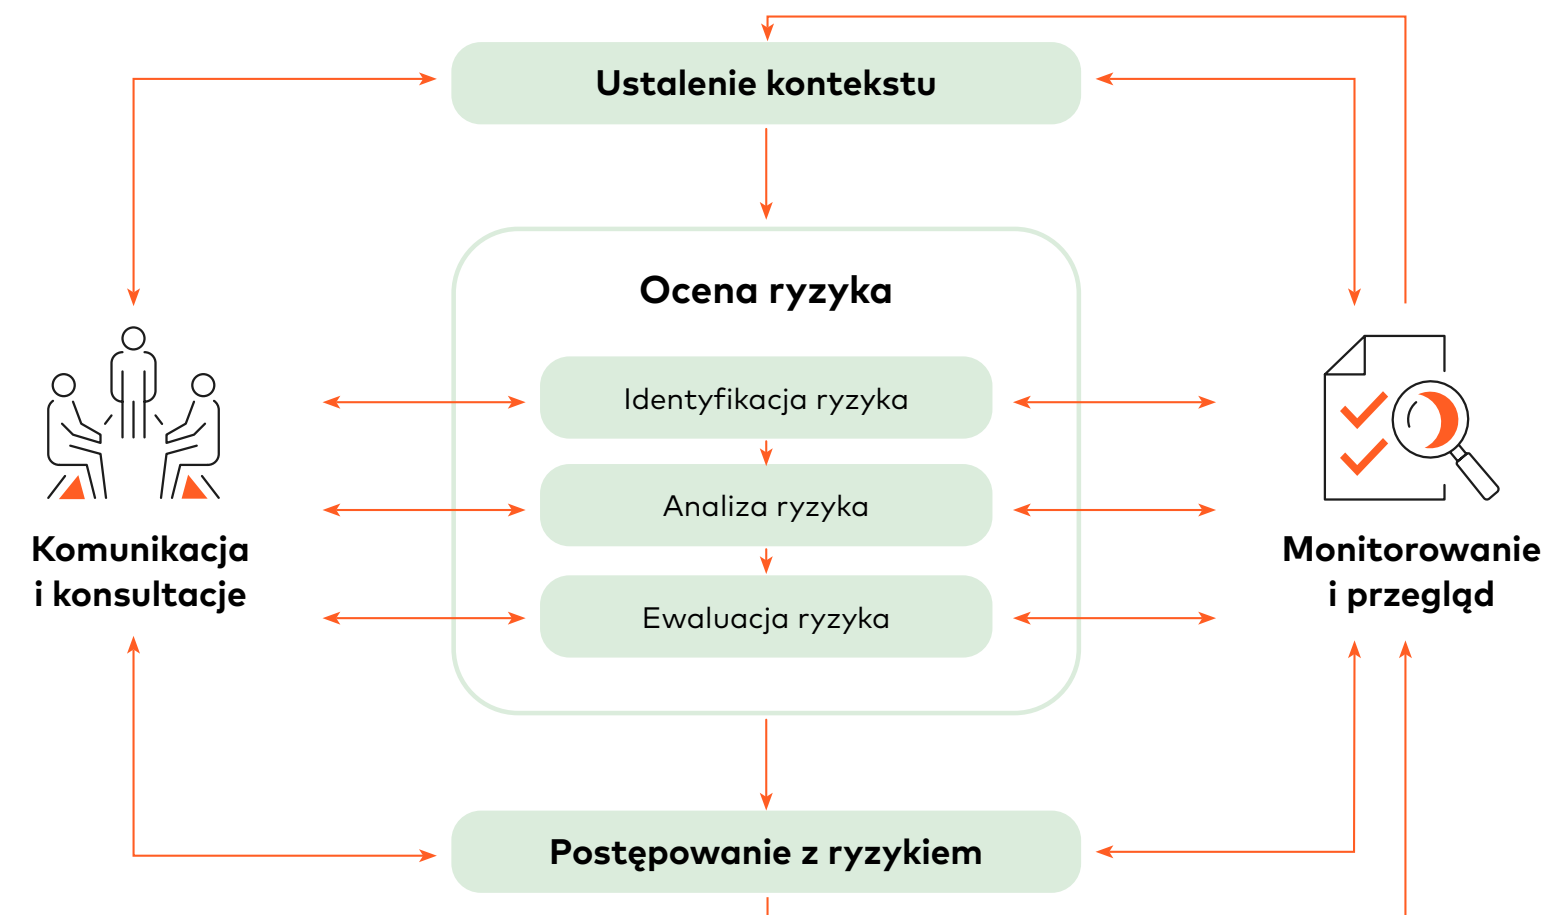 Ustalenie kontekstu
Ocena ryzyka
Identyfikacja ryzyka
Analiza ryzyka
Ewaluacja ryzyka
Komunikacja
i konsultacje
Monitorowanie
i przegląd
Postępowanie z ryzykiem